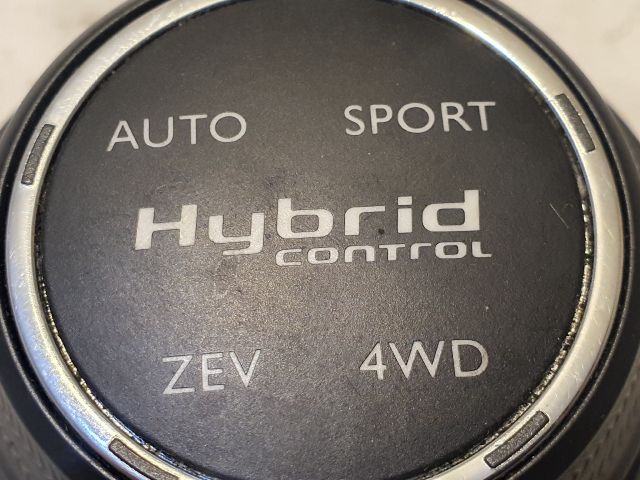 AUTO SPORT
Hybrid
CONTROL
ZEV 4WD